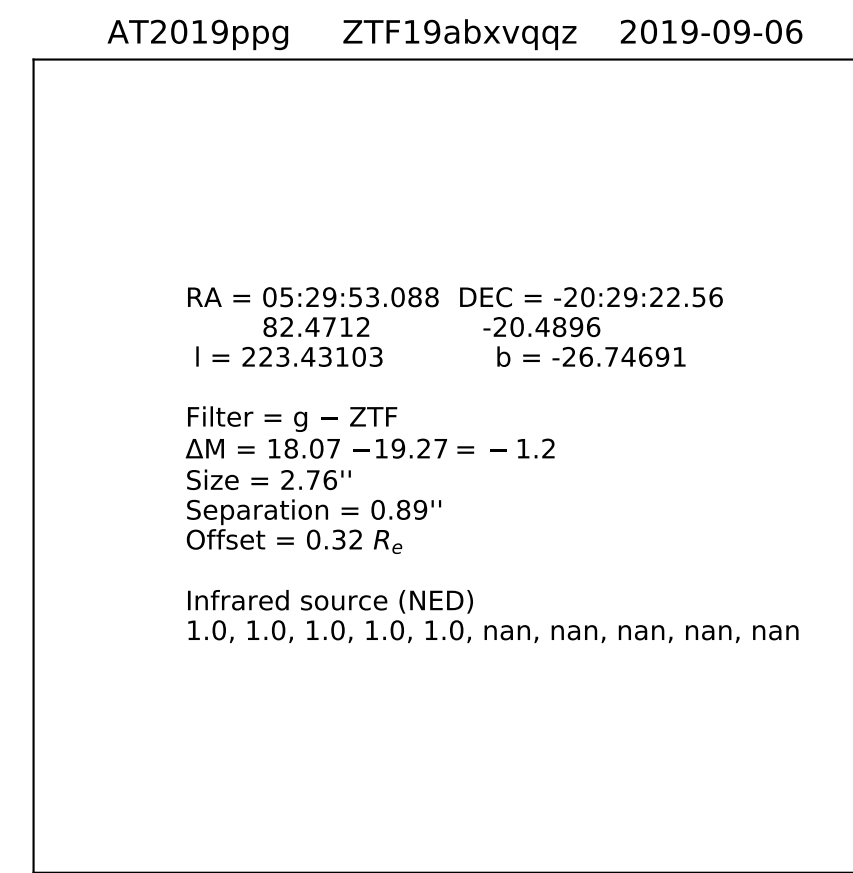 AT2019ppg ZTF19abxvqqz 2019-09-06
RA = 05:29:53.088 DEC = -20:29:22.56
82.4712 -20.4896
l = 223.43103 b = -26.74691
Filter = g − ZTF
ΔM = 18.07 −19.27 = − 1.2
Size = 2.76''
Separation = 0.89''
Offset = 0.32 Re
Infrared source (NED)
1.0, 1.0, 1.0, 1.0, 1.0, nan, nan, nan, nan, nan